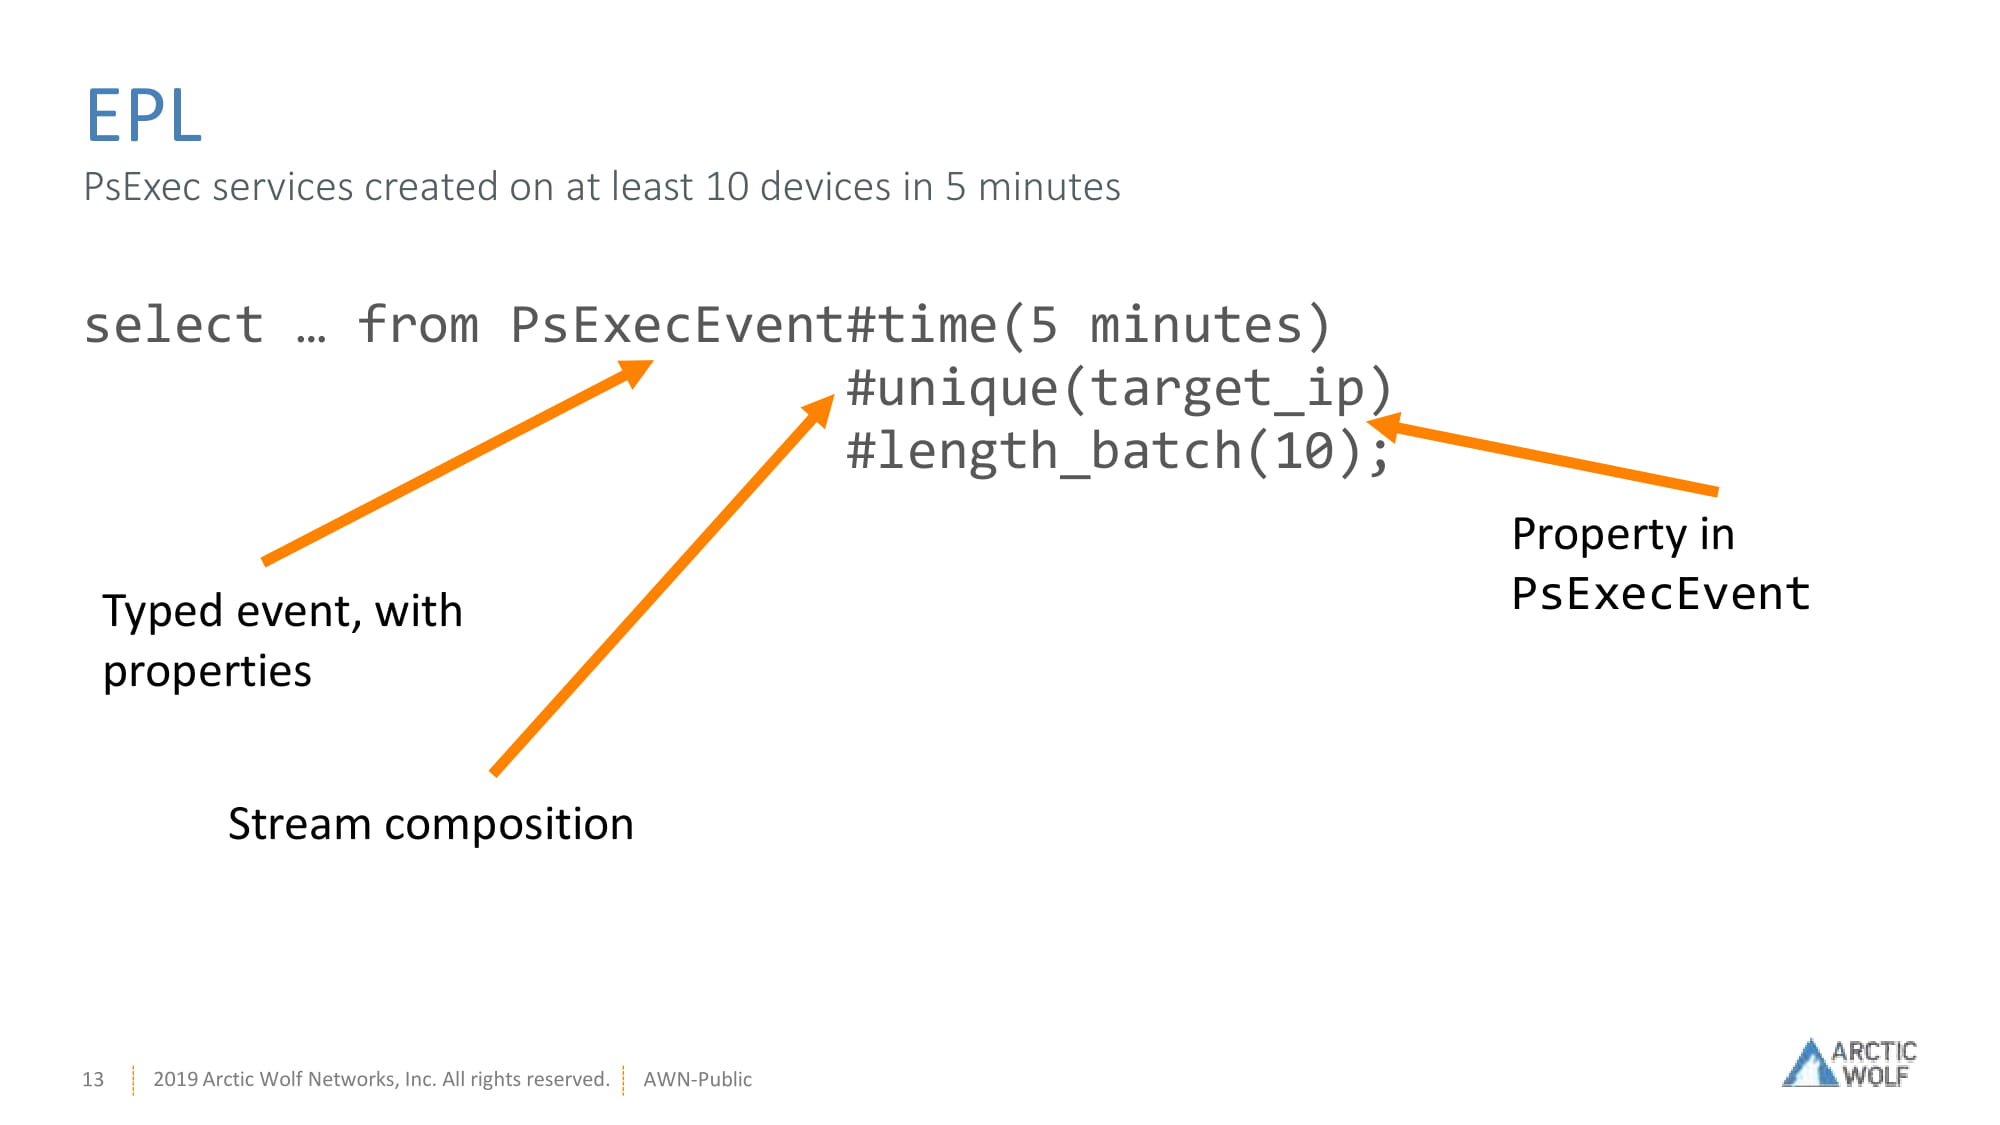 EPL
PsExec services created on at least 10 devices in 5 minutes
select … from PsExecEvent#time(5 minutes)
#unique(target_ip)
#length_batch(10);
Property in
PsExecEvent
Typed event, with
properties
Stream composition
13
2019 Arctic Wolf Networks, Inc. All rights reserved.
AWN-Public
ARCTIC
WOLF